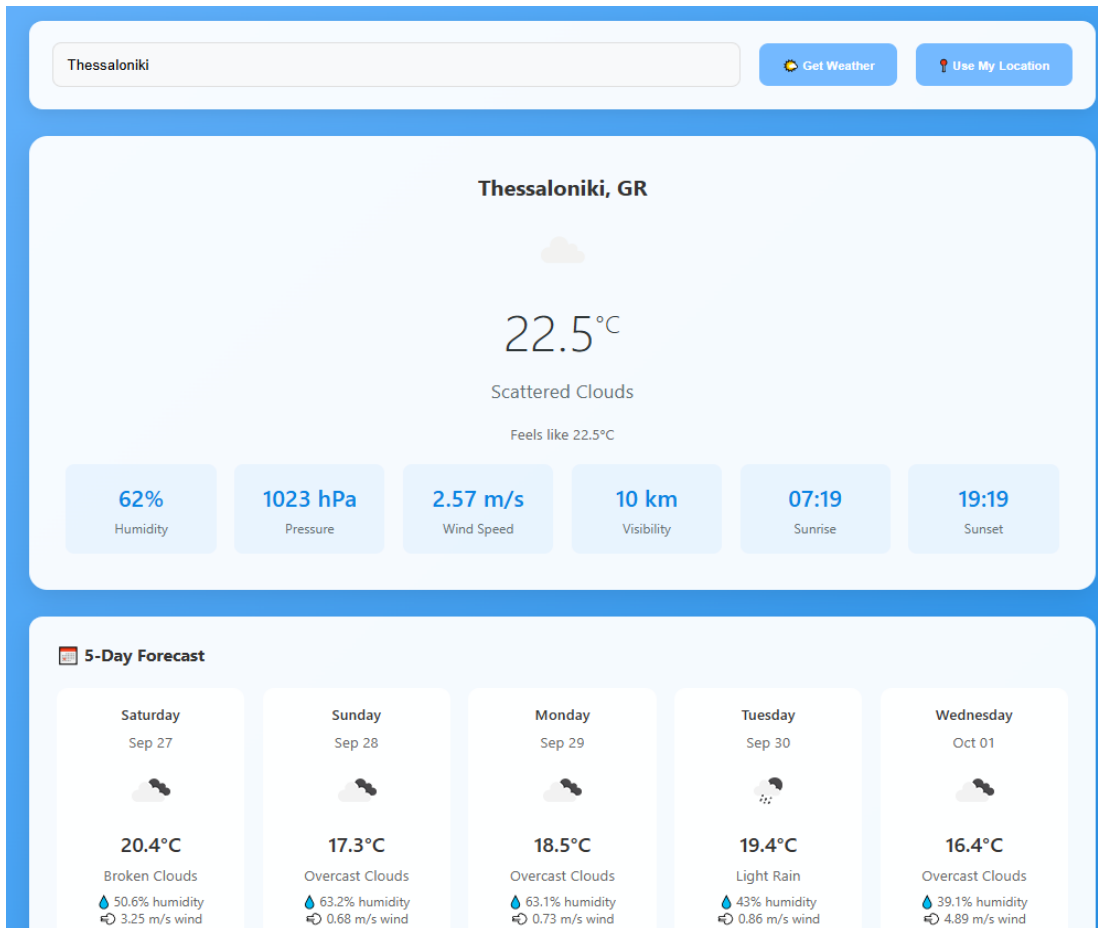 Thessaloniki
Get Weather
Use My Location
Thessaloniki, GR
22.5°C
Scattered Clouds
Feels like 22.5°C
62%
Humidity
1023 hPa
Pressure
2.57 m/s
Wind Speed
10 km
Visibility
07:19
Sunrise
19:19
Sunset
5-Day Forecast
Saturday
Sep 27
20.4°C
Broken Clouds
50.6% humidity
3.25 m/s wind
Sunday
Sep 28
17.3°C
Overcast Clouds
63.2% humidity
0.68 m/s wind
Monday
Sep 29
18.5°C
Overcast Clouds
63.1% humidity
0.73 m/s wind
Tuesday
Sep 30
19.4°C
Light Rain
43% humidity
0.86 m/s wind
Wednesday
Oct 01
16.4°C
Overcast Clouds
39.1% humidity
4.89 m/s wind